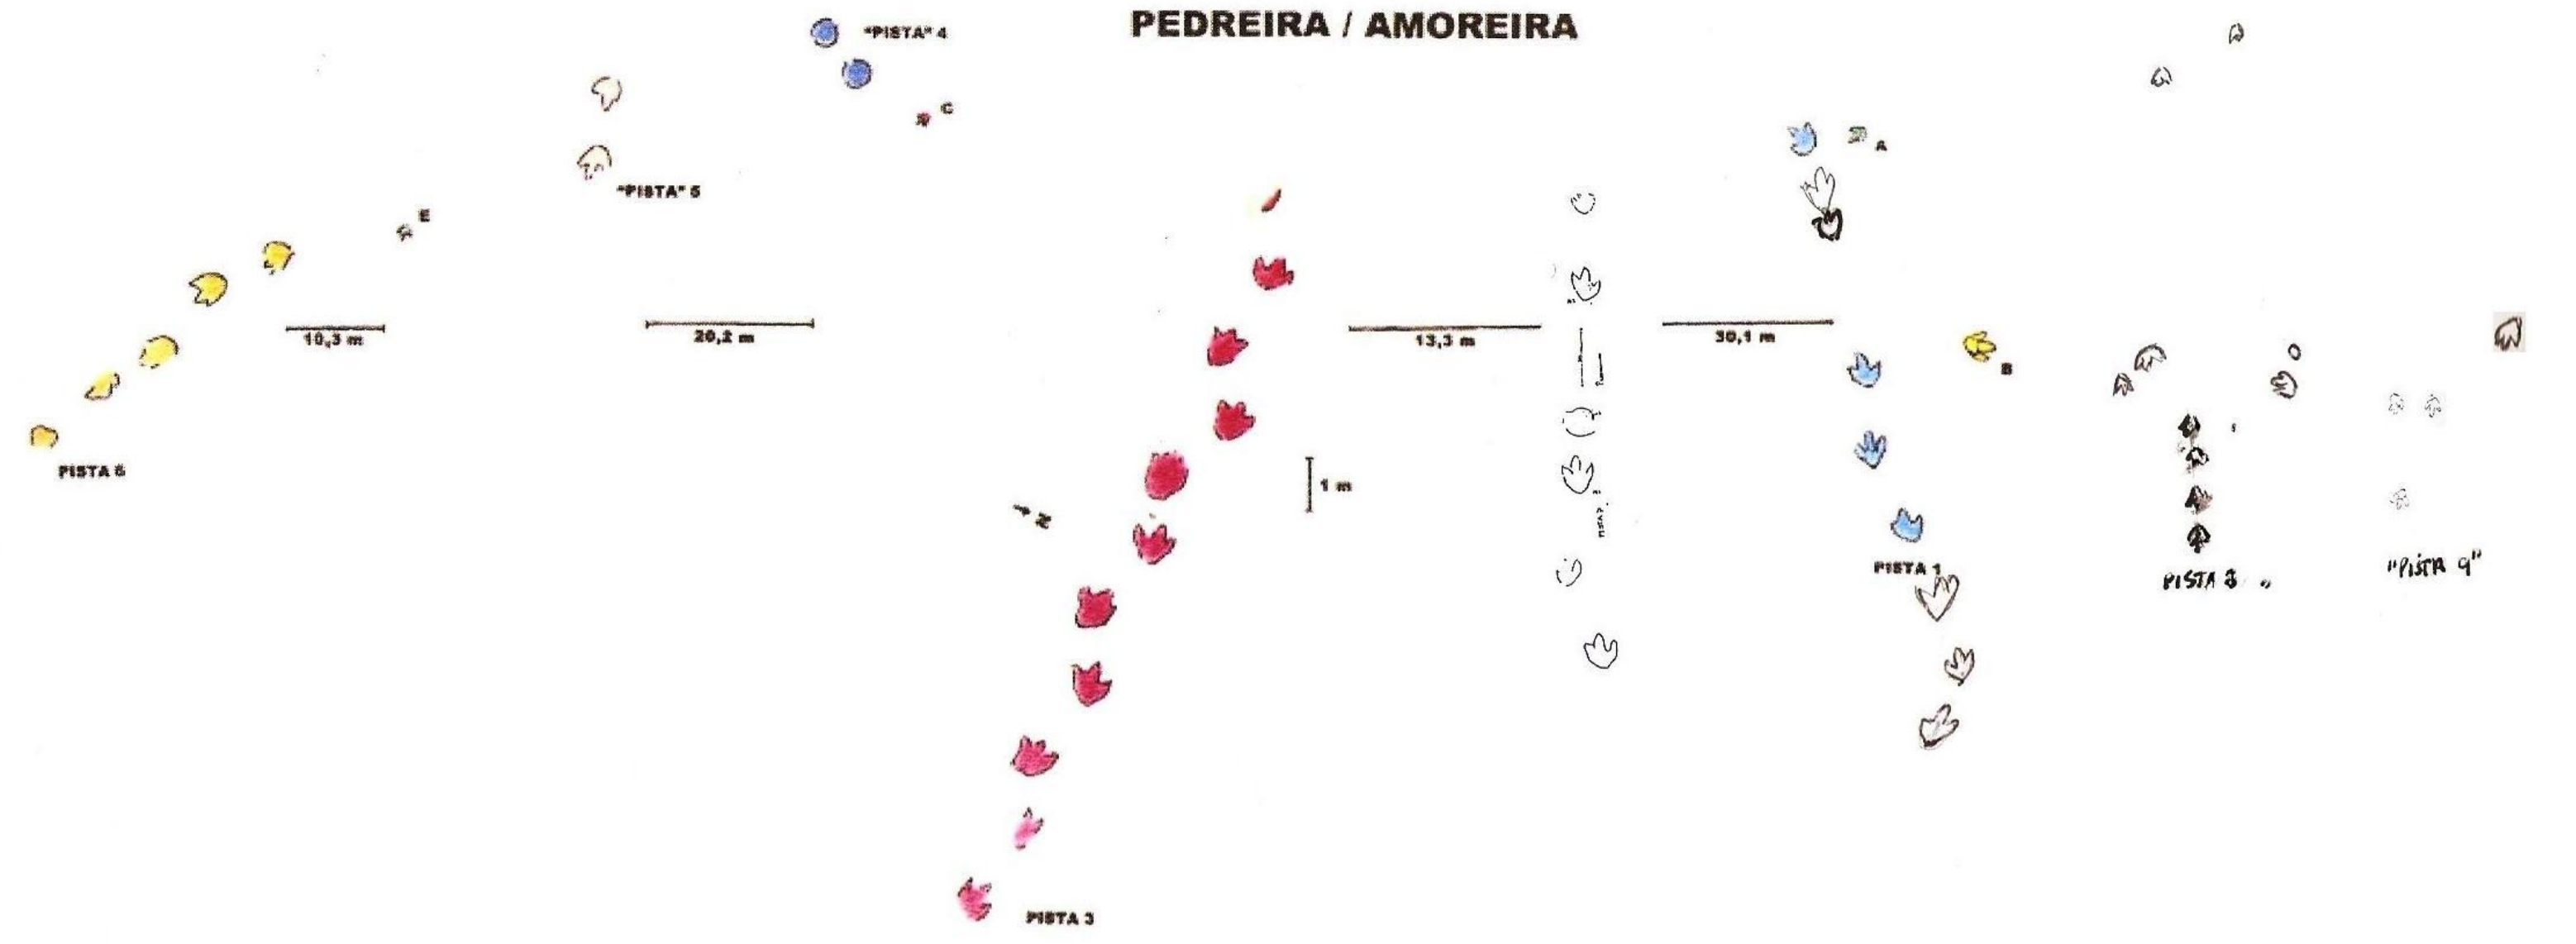 PEDREIRA / AMOREIRA
"PISTA" 4
C
"PISTA" 5
E
A
10,3 m
20,2 m
13,3 m
30,1 m
B
PISTA 6
1 m
N
PISTA 1
PISTA 8
"PISTA 9"
PISTA 3